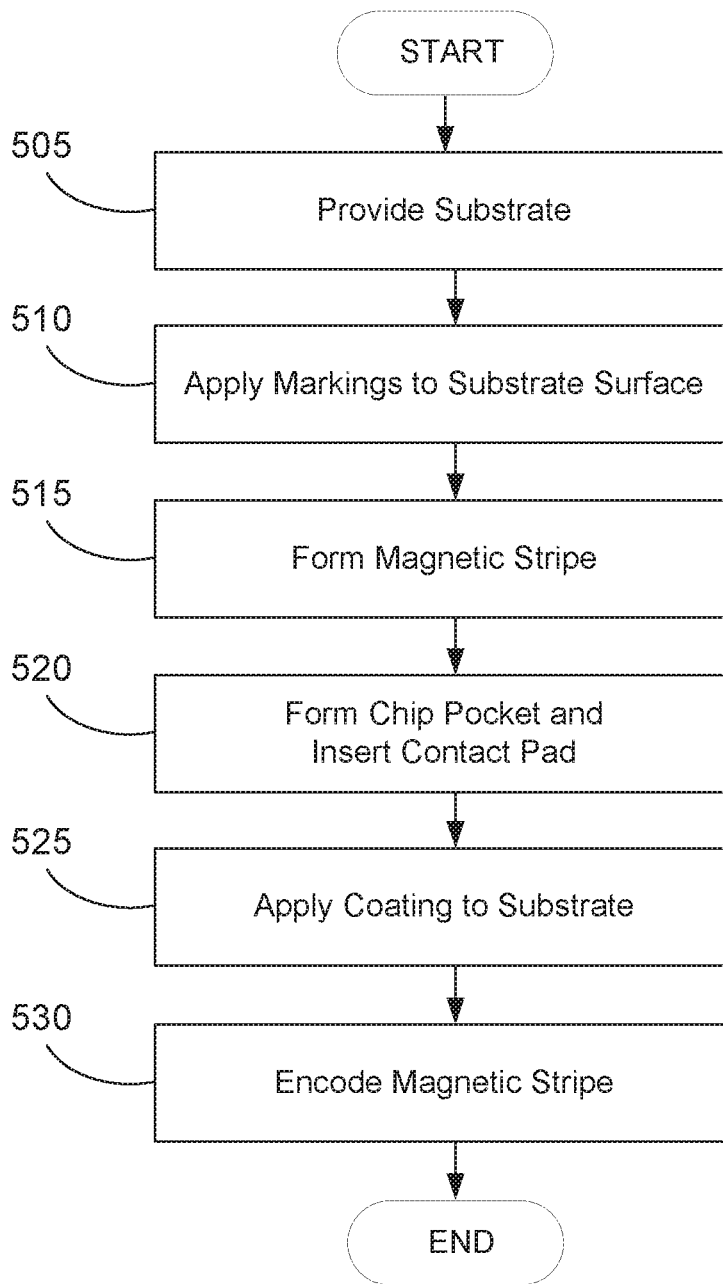 START
505
Provide Substrate
510
Apply Markings to Substrate Surface
515
Form Magnetic Stripe
520
Form Chip Pocket and
Insert Contact Pad
525
Apply Coating to Substrate
530
Encode Magnetic Stripe
END